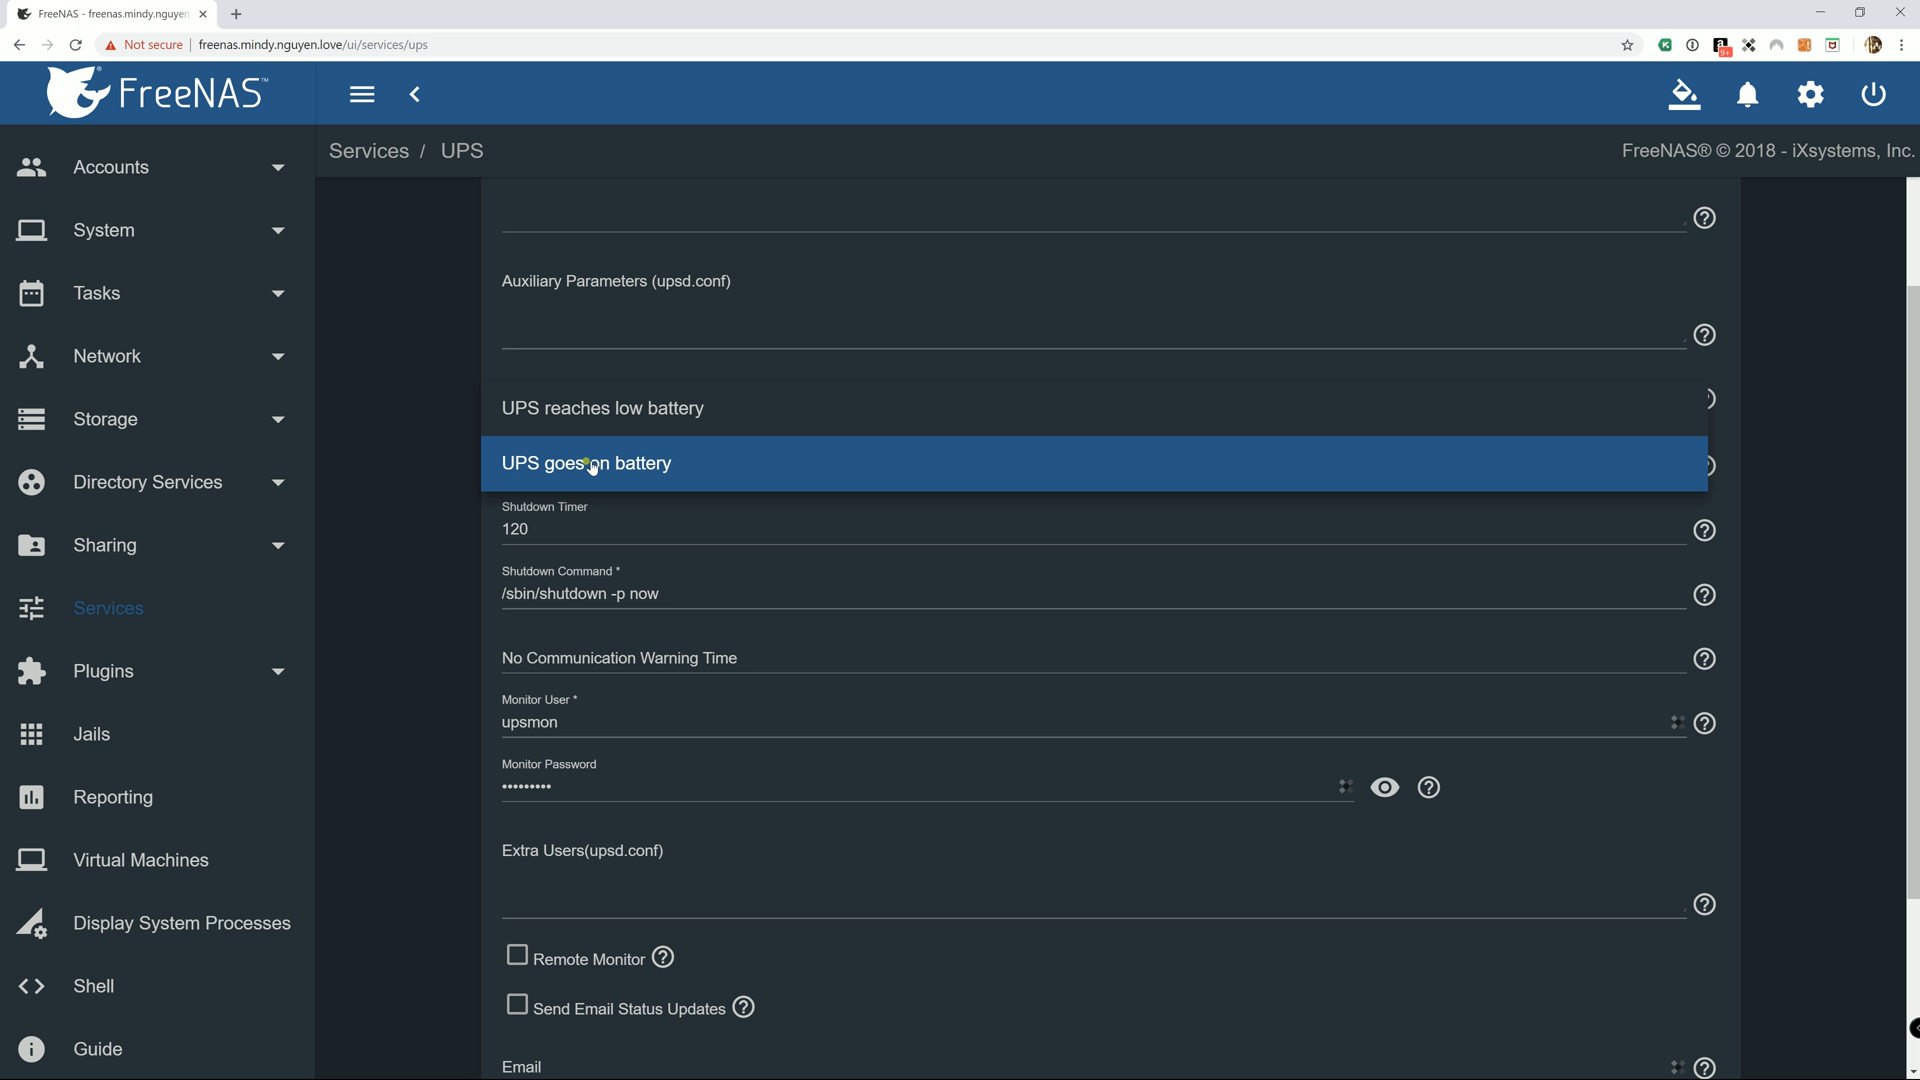 FreeNAS - freenas.mindy.nguyen
Not secure
freenas.mindy.nguyen.love/ui/services/ups
9+
FreeNAS™
Services / UPS
FreeNAS® © 2018 - iXsystems, Inc.
Accounts
System
Tasks
Network
Storage
Directory Services
Sharing
Services
Plugins
Jails
Reporting
Virtual Machines
Display System Processes
Shell
Guide
Auxiliary Parameters (upsd.conf)
UPS reaches low battery
UPS goes on battery
Shutdown Timer
120
Shutdown Command *
/sbin/shutdown -p now
No Communication Warning Time
Monitor User *
upsmon
Monitor Password
•••••••••
Extra Users(upsd.conf)
Remote Monitor
Send Email Status Updates
Email